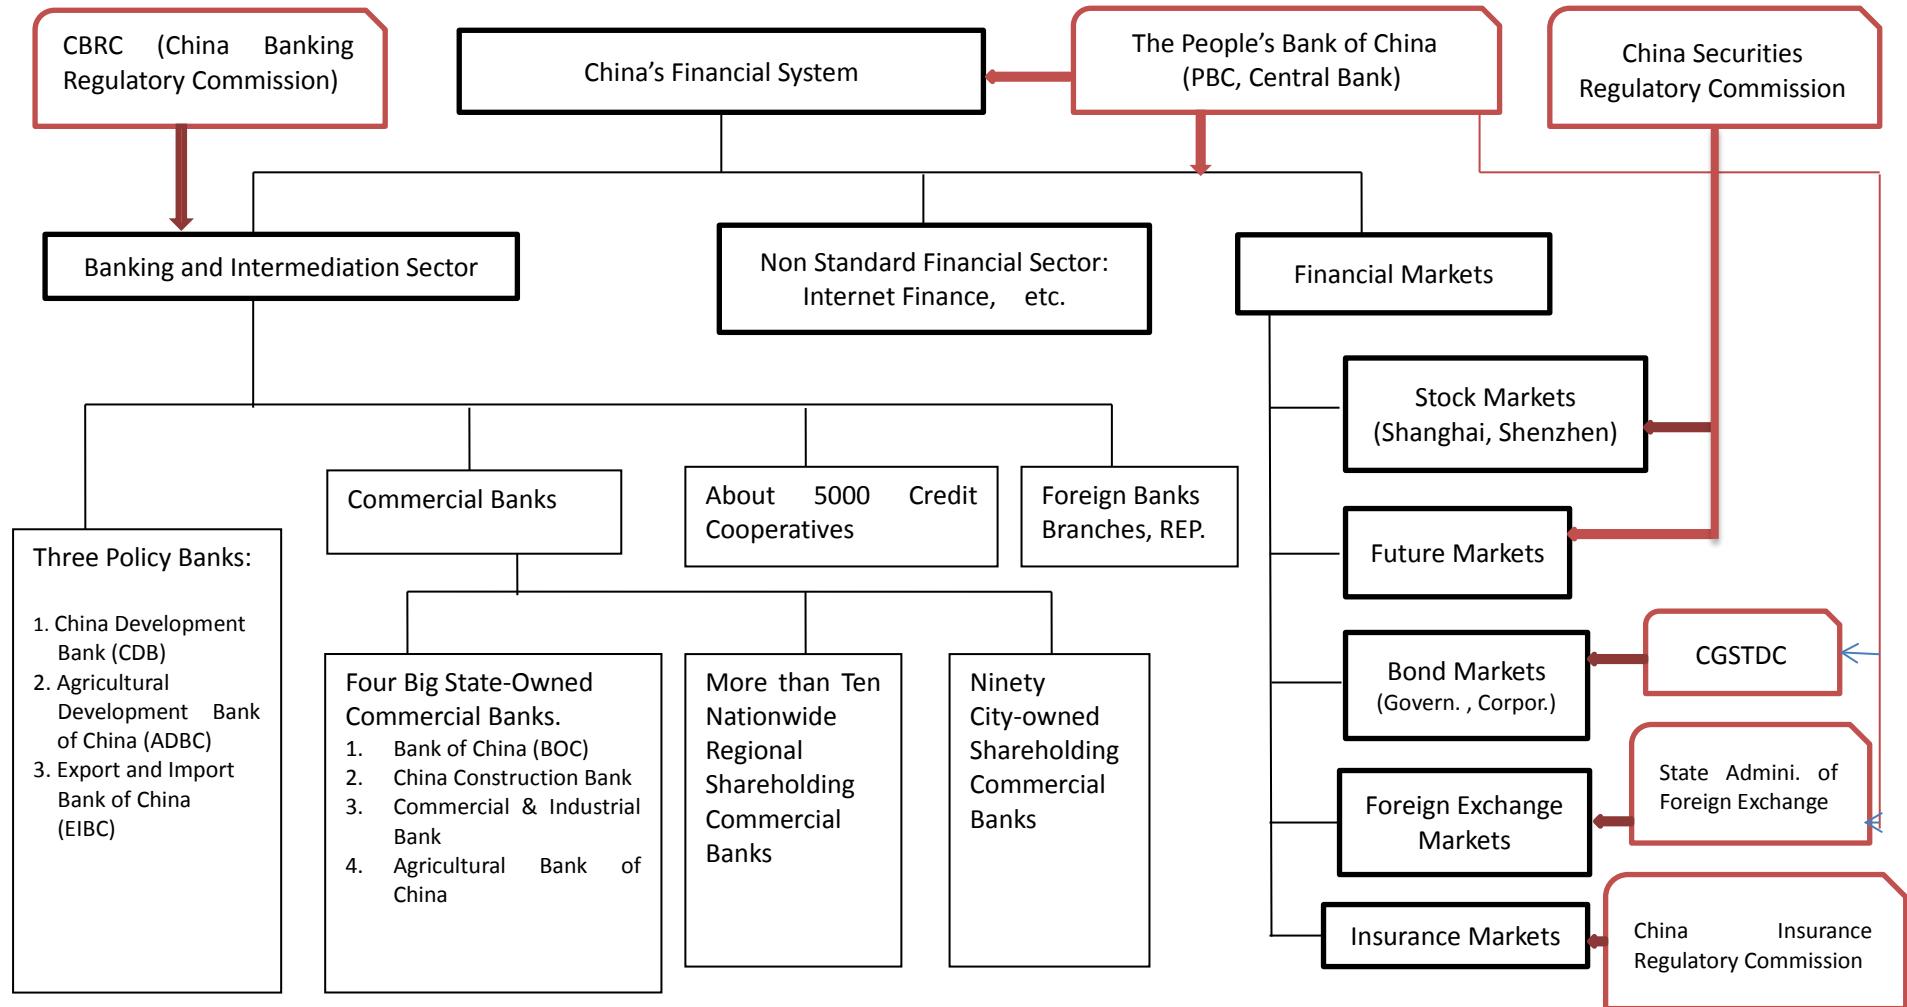 CBRC (China Banking
Regulatory Commission)
China's Financial System
The People's Bank of China
(PBC, Central Bank)
China Securities
Regulatory Commission
Banking and Intermediation Sector
Non Standard Financial Sector:
Internet Finance, etc.
Financial Markets
Stock Markets
(Shanghai, Shenzhen)
Commercial Banks
About 5000 Credit
Cooperatives
Foreign Banks
Branches, REP.
Future Markets
Three Policy Banks:
1. China Development
Bank (CDB)
2. Agricultural
Development Bank
of China (ADBC)
3. Export and Import
Bank of China
(EIBC)
Four Big State-Owned
Commercial Banks.
1. Bank of China (BOC)
2. China Construction Bank
3. Commercial & Industrial
Bank
4. Agricultural Bank of
China
More than Ten
Nationwide
Regional
Shareholding
Commercial
Banks
Ninety
City-owned
Shareholding
Commercial
Banks
Bond Markets
(Govern. , Corpor.)
CGSTDC
Foreign Exchange
Markets
State Admini. of
Foreign Exchange
Insurance Markets
China Insurance
Regulatory Commission